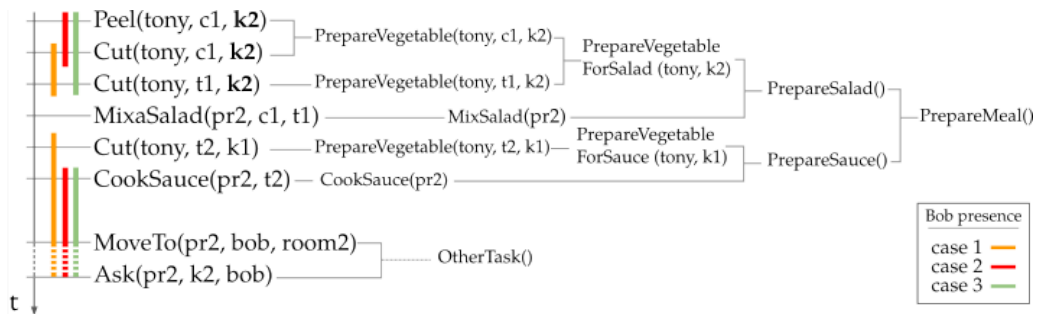 Peel(tony, c1, k2)
Cut(tony, c1, k2)
PrepareVegetable(tony, c1, k2)
Cut(tony, t1, k2)
PrepareVegetable(tony, t1, k2)
PrepareVegetable
ForSalad (tony, k2)
MixaSalad(pr2, c1, t1)
MixSalad(pr2)
PrepareSalad()
PrepareMeal()
Cut(tony, t2, k1)
PrepareVegetable(tony, t2, k1)
PrepareVegetable
ForSauce (tony, k1)
PrepareSauce()
CookSauce(pr2, t2)
CookSauce(pr2)
MoveTo(pr2, bob, room2)
OtherTask()
Ask(pr2, k2, bob)
t
Bob presence
case 1
case 2
case 3